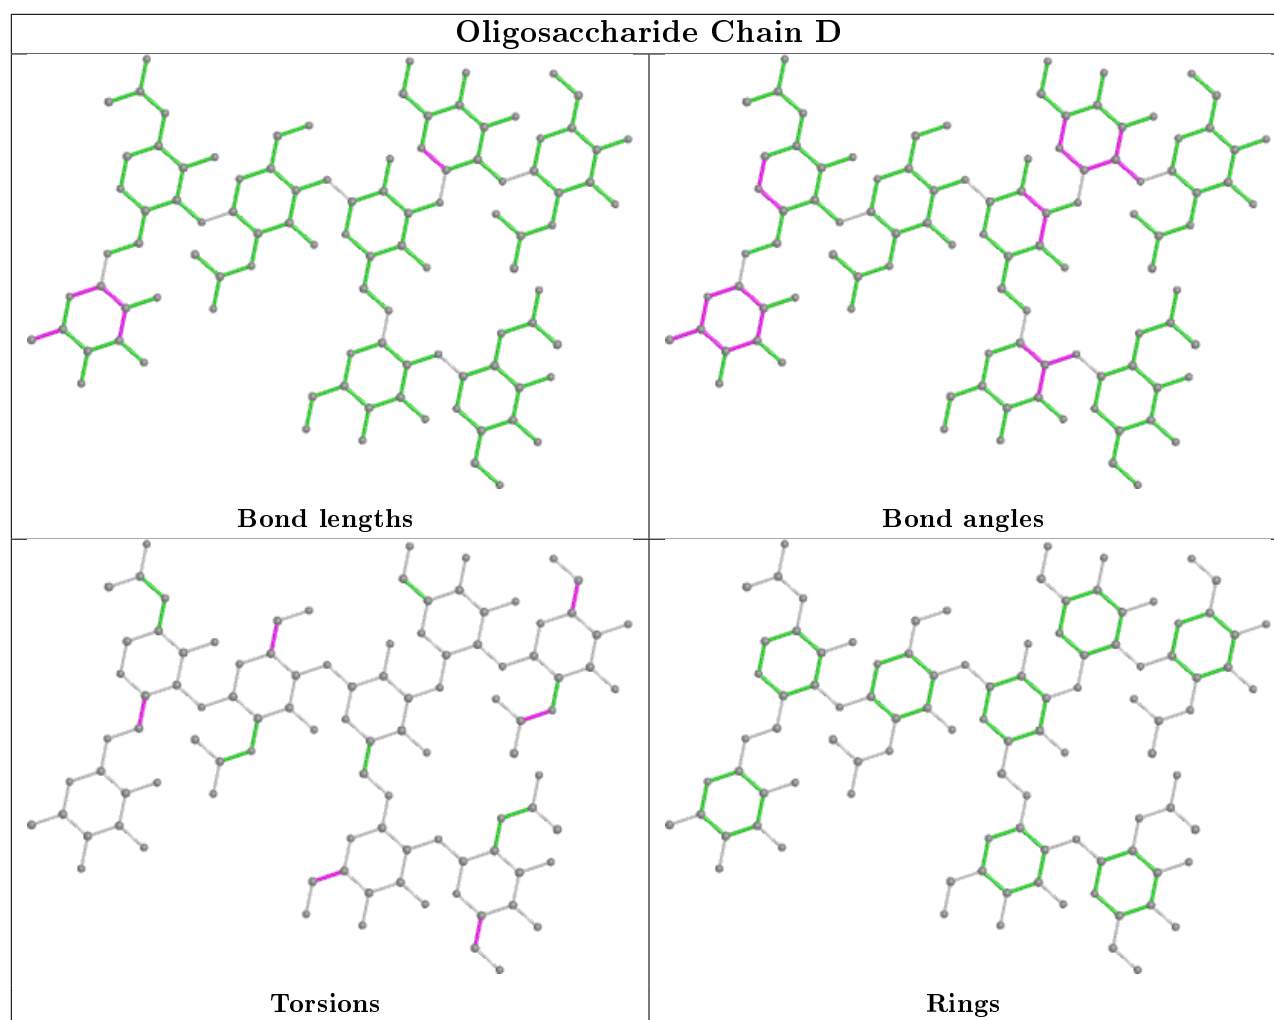 Oligosaccharide Chain D
Bond lengths
Bond angles
Torsions
Rings